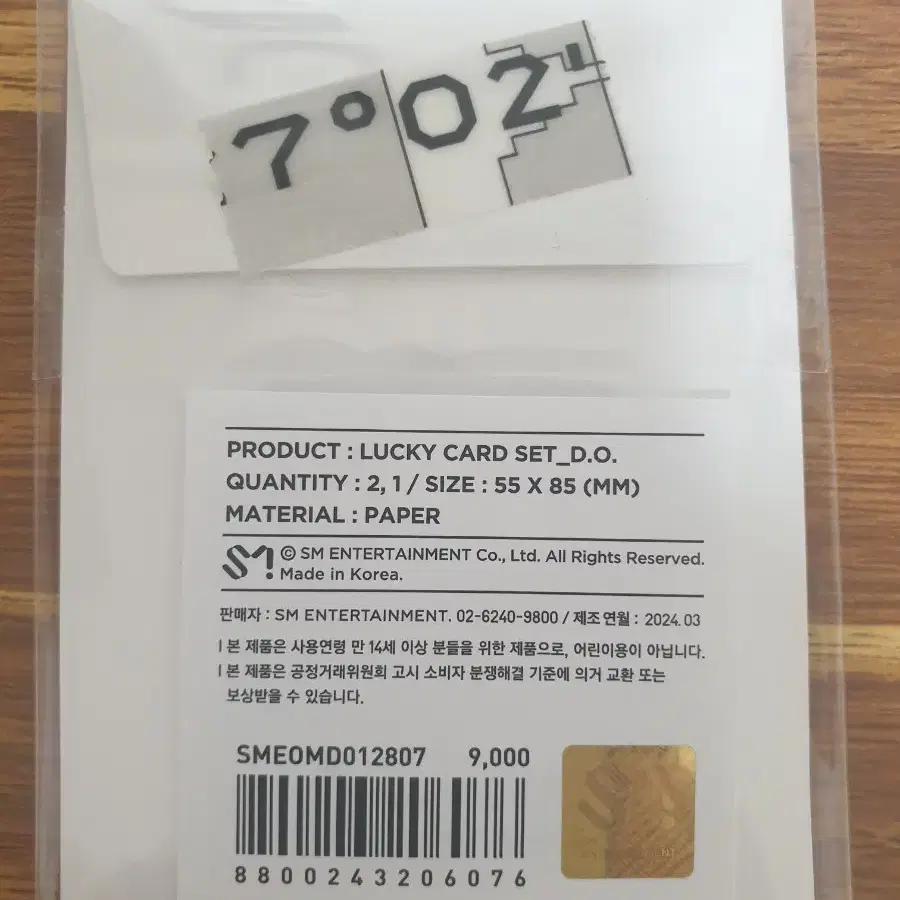 7°02'
PRODUCT : LUCKY CARD SET_D.O.
QUANTITY : 2, 1 / SIZE : 55 X 85 (MM)
MATERIAL : PAPER
SM! © SM ENTERTAINMENT Co., Ltd. All Rights Reserved.
Made in Korea.
판매자 : SM ENTERTAINMENT. 02-6240-9800 / 제조연월 : 2024. 03
| 본 제품은 사용연령 만 14세 이상 분들을 위한 제품으로, 어린이용이 아닙니다.
| 본 제품은 공정거래위원회 고시 소비자 분쟁해결 기준에 의거 교환 또는
보상받을 수 있습니다.
SMEOMD012807 9,000
8800243206076